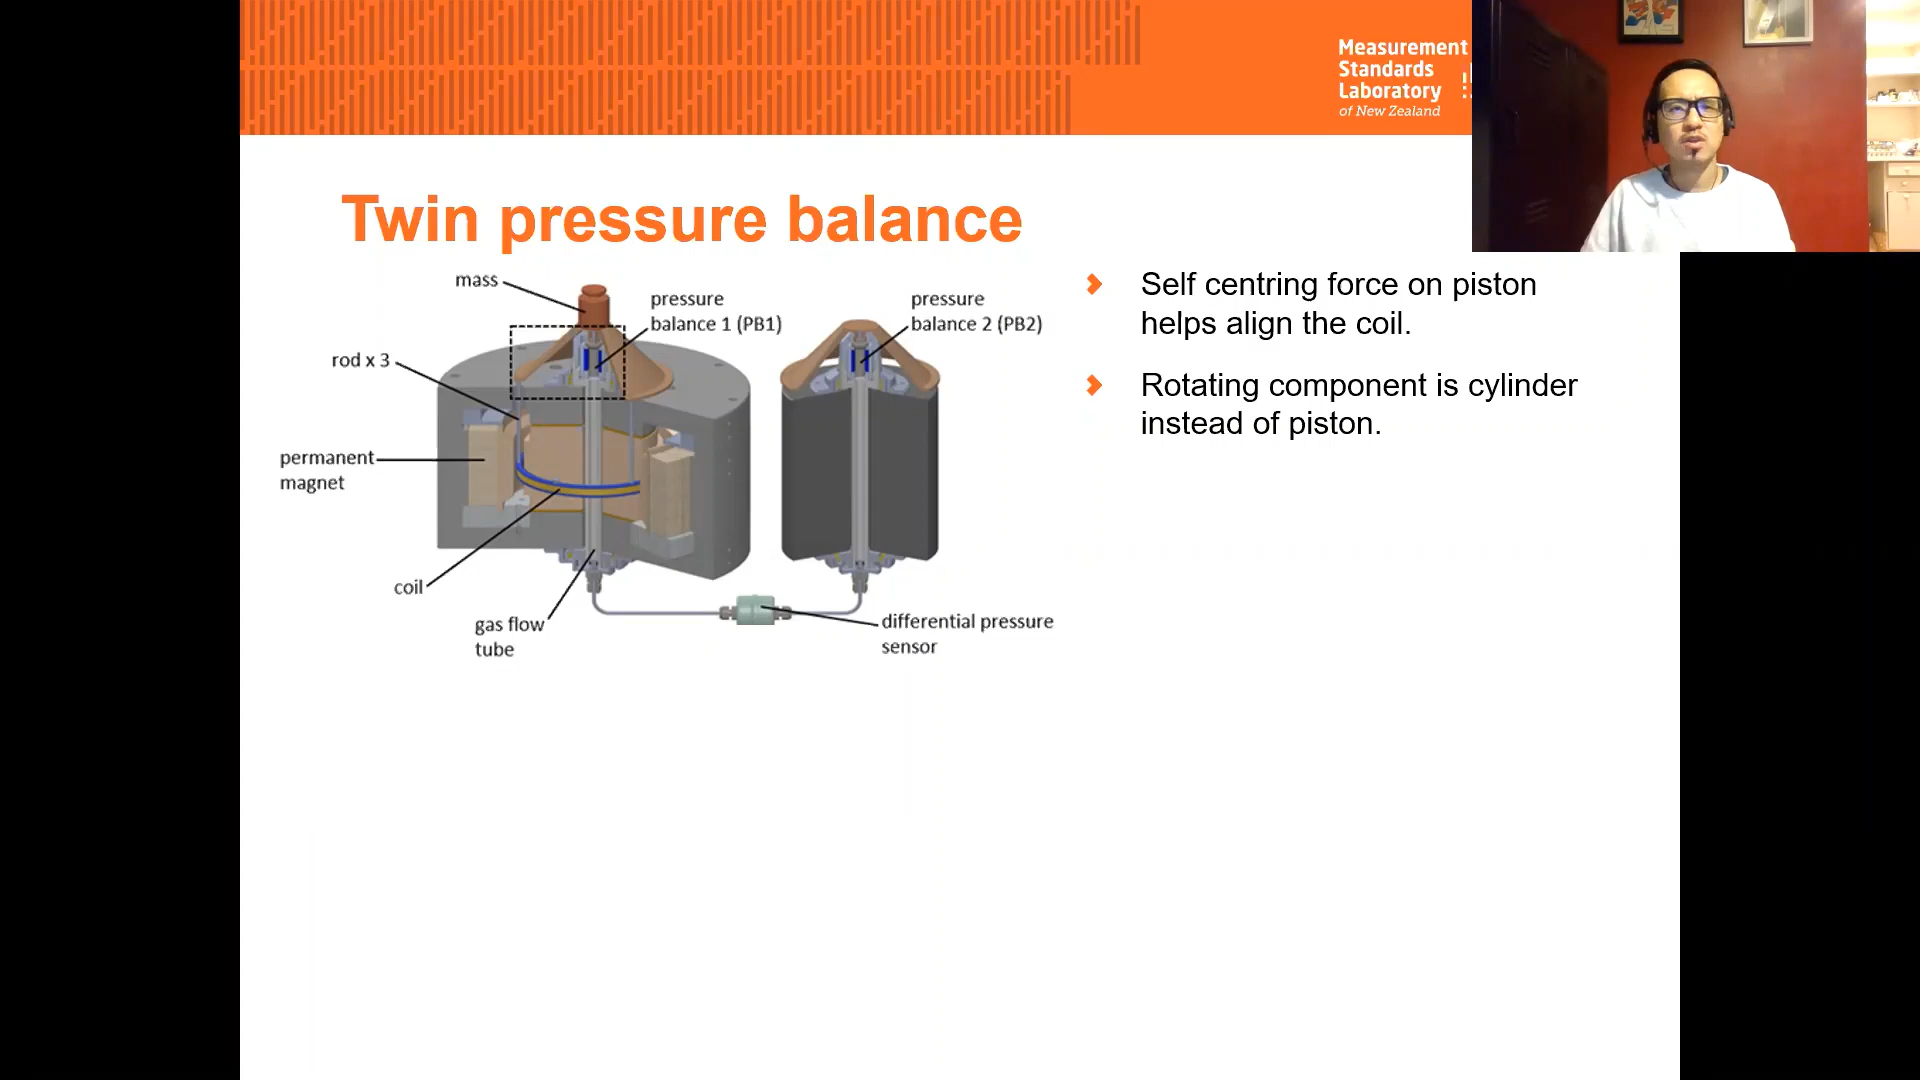 Measurement
Standards
Laboratory
of New Zealand
Twin pressure balance
mass
pressure
balance 1 (PB1)
pressure
balance 2 (PB2)
rod x 3
permanent
magnet
coil
gas flow
tube
differential pressure
sensor
Self centring force on piston
helps align the coil.
Rotating component is cylinder
instead of piston.